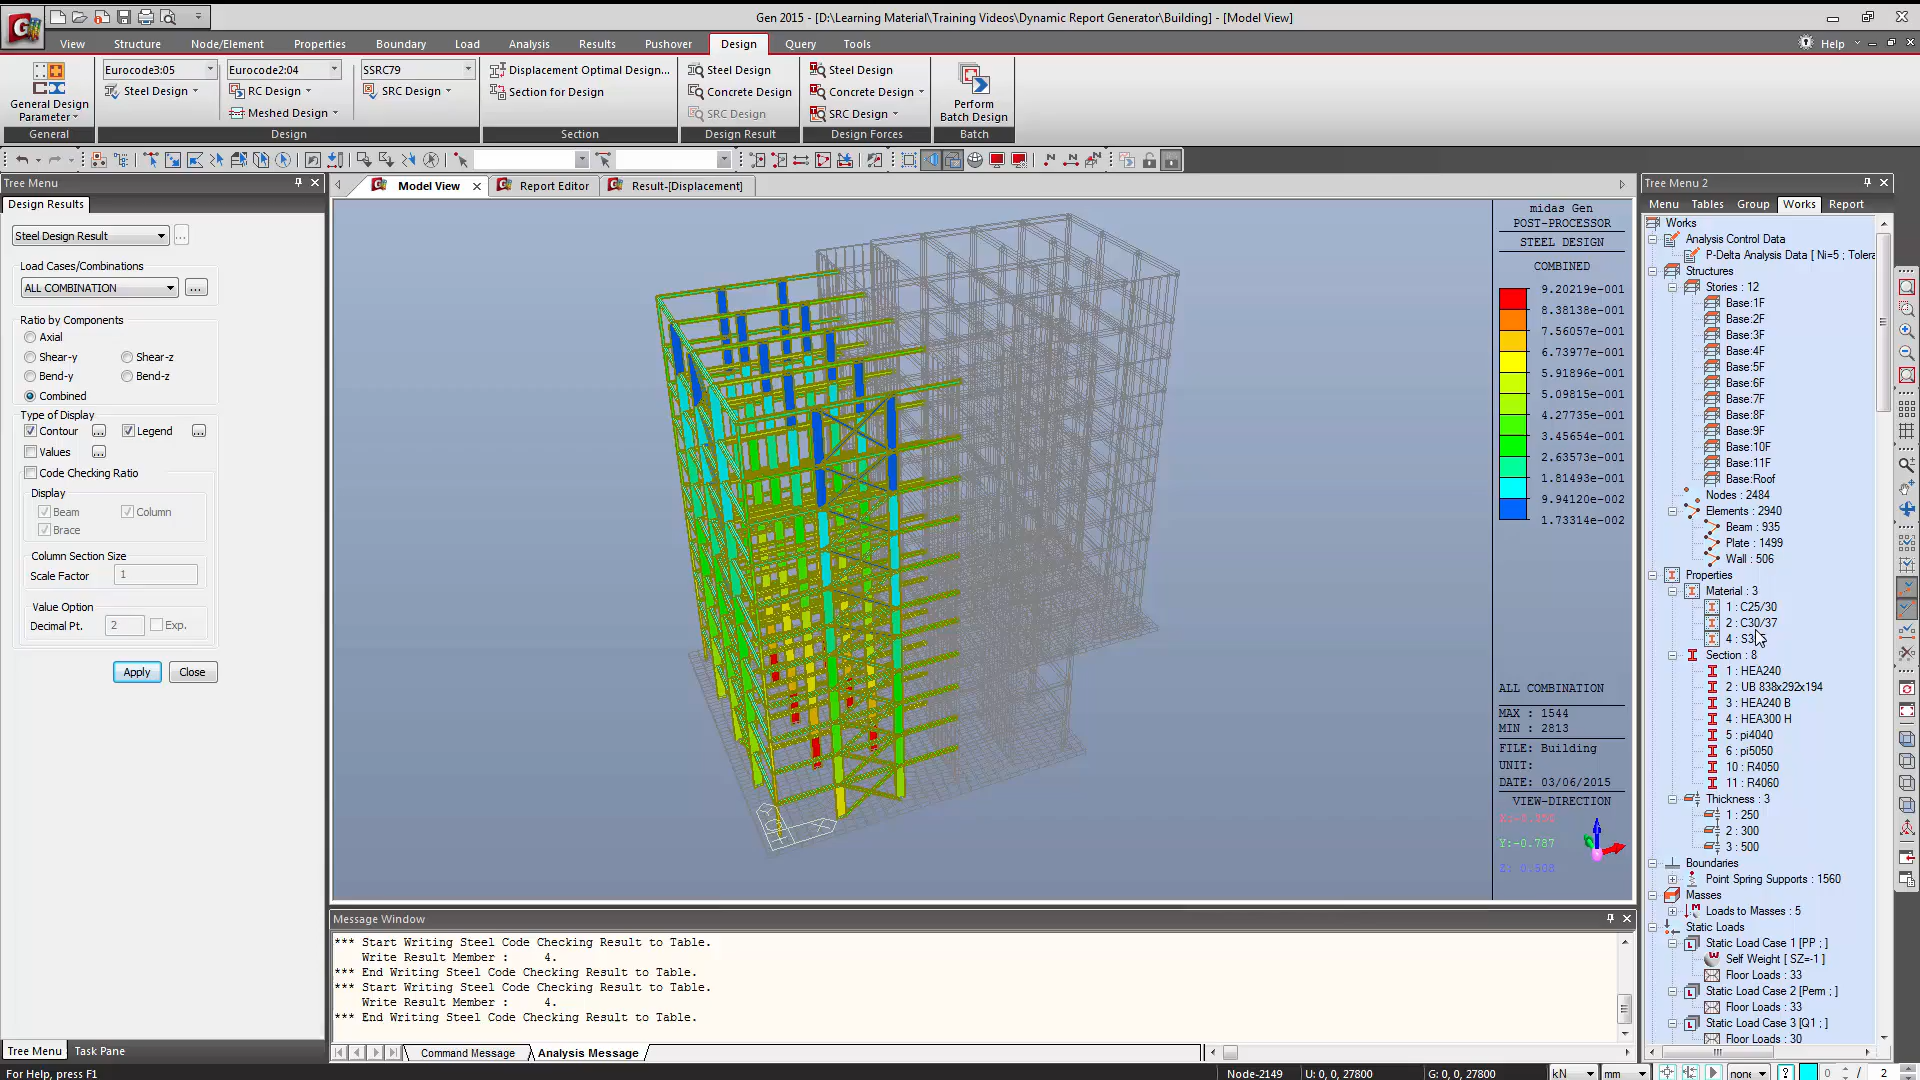 Gen 2015 - [D:\Learning Material\Training Videos\Dynamic Report Generator\Building] - [Model View]
View Structure Node/Element Properties Boundary Load Analysis Results Pushover Design Query Tools Help
Eurocode3:05 Eurocode2:04 SSRC79 Displacement Optimal Design... Steel Design Steel Design
Steel Design RC Design SRC Design Section for Design Concrete Design Concrete Design
General Design Parameter Meshed Design SRC Design SRC Design Perform Batch Design
General Design Section Design Result Design Forces Batch
Tree Menu
Design Results
Steel Design Result
Load Cases/Combinations
ALL COMBINATION
Ratio by Components
Axial
Shear-y Shear-z
Bend-y Bend-z
Combined
Type of Display
Contour Legend
Values
Code Checking Ratio
Display
Beam Column
Brace
Column Section Size
Scale Factor 1
Value Option
Decimal Pt. 2 Exp.
Apply Close
Tree Menu Task Pane
For Help, press F1
Model View Report Editor Result-[Displacement]
midas Gen
POST-PROCESSOR
STEEL DESIGN
COMBINED
9.20219e-001
8.38138e-001
7.56057e-001
6.73977e-001
5.91896e-001
5.09815e-001
4.27735e-001
3.45654e-001
2.63573e-001
1.81493e-001
9.94120e-002
1.73314e-002
ALL COMBINATION
MAX : 1544
MIN : 2813
FILE: Building
UNIT:
DATE: 03/06/2015
VIEW-DIRECTION
Y:-0.787
Message Window
*** Start Writing Steel Code Checking Result to Table.
Write Result Member : 4.
*** End Writing Steel Code Checking Result to Table.
*** Start Writing Steel Code Checking Result to Table.
Write Result Member : 4.
*** End Writing Steel Code Checking Result to Table.
Command Message Analysis Message
Node-2149 U: 0, 0, 27800 G: 0, 0, 27800 kN mm none 0 / 2
Tree Menu 2
Menu Tables Group Works Report
Works
Analysis Control Data
P-Delta Analysis Data [ Ni=5 ; Tolera
Structures
Stories : 12
Base:1F
Base:2F
Base:3F
Base:4F
Base:5F
Base:6F
Base:7F
Base:8F
Base:9F
Base:10F
Base:11F
Base:Roof
Nodes : 2484
Elements : 2940
Beam : 935
Plate : 1499
Wall : 506
Properties
Material : 3
1 : C25/30
2 : C30/37
4 :
Section : 8
1 : HEA240
2 : UB 838x292x194
3 : HEA240 B
4 : HEA300 H
5 : pi4040
6 : pi5050
10 : R4050
11 : R4060
Thickness : 3
1 : 250
2 : 300
3 : 500
Boundaries
Point Spring Supports : 1560
Masses
Loads to Masses : 5
Static Loads
Static Load Case 1 [PP ; ]
Self Weight [ SZ=-1 ]
Floor Loads : 33
Static Load Case 2 [Perm ; ]
Floor Loads : 33
Static Load Case 3 [Q1 ; ]
Floor Loads : 30